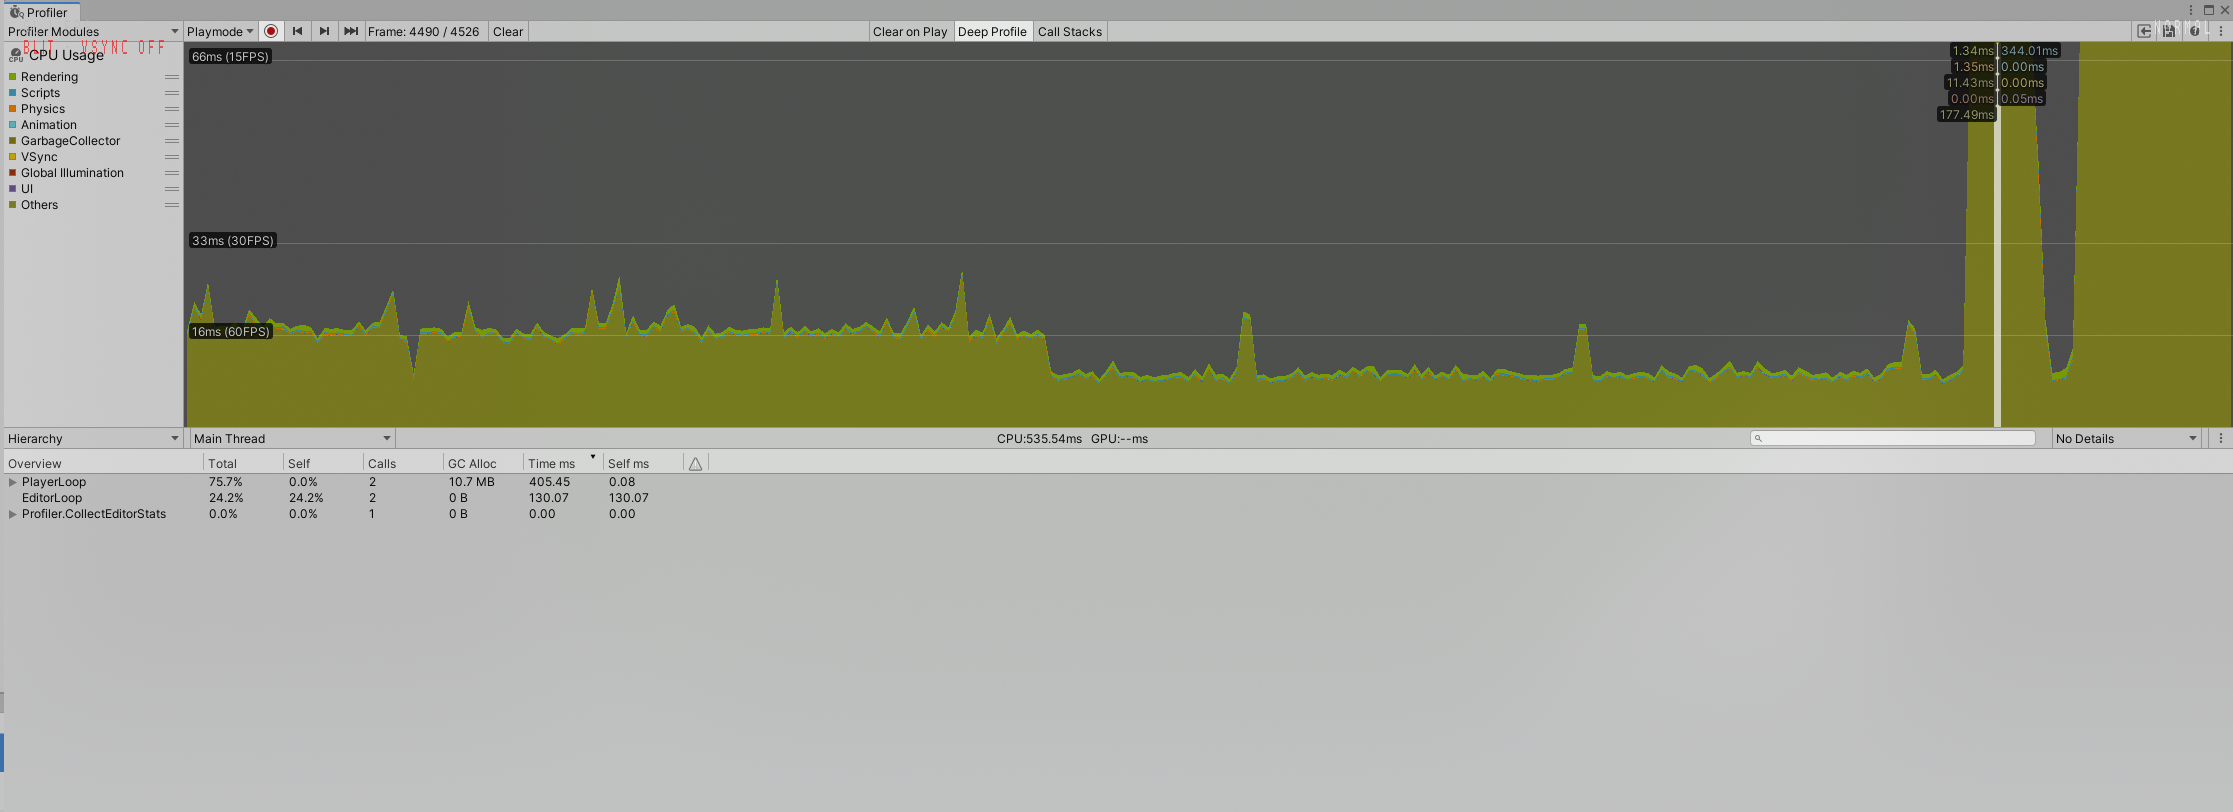 Profiler
Profiler Modules Playmode Frame: 4490 / 4526 Clear Clear on Play Deep Profile Call Stacks NORMAL
BLIT VSYNC OFF
CPU Usage
CPU
Rendering
Scripts
Physics
Animation
GarbageCollector
VSync
Global Illumination
UI
Others
66ms (15FPS)
33ms (30FPS)
16ms (60FPS)
1.34ms 344.01ms
1.35ms 0.00ms
11.43ms 0.00ms
0.00ms 0.05ms
177.49ms
Hierarchy Main Thread CPU:535.54ms GPU:--ms No Details
Overview Total Self Calls GC Alloc Time ms Self ms
PlayerLoop 75.7% 0.0% 2 10.7 MB 405.45 0.08
EditorLoop 24.2% 24.2% 2 0 B 130.07 130.07
Profiler.CollectEditorStats 0.0% 0.0% 1 0 B 0.00 0.00